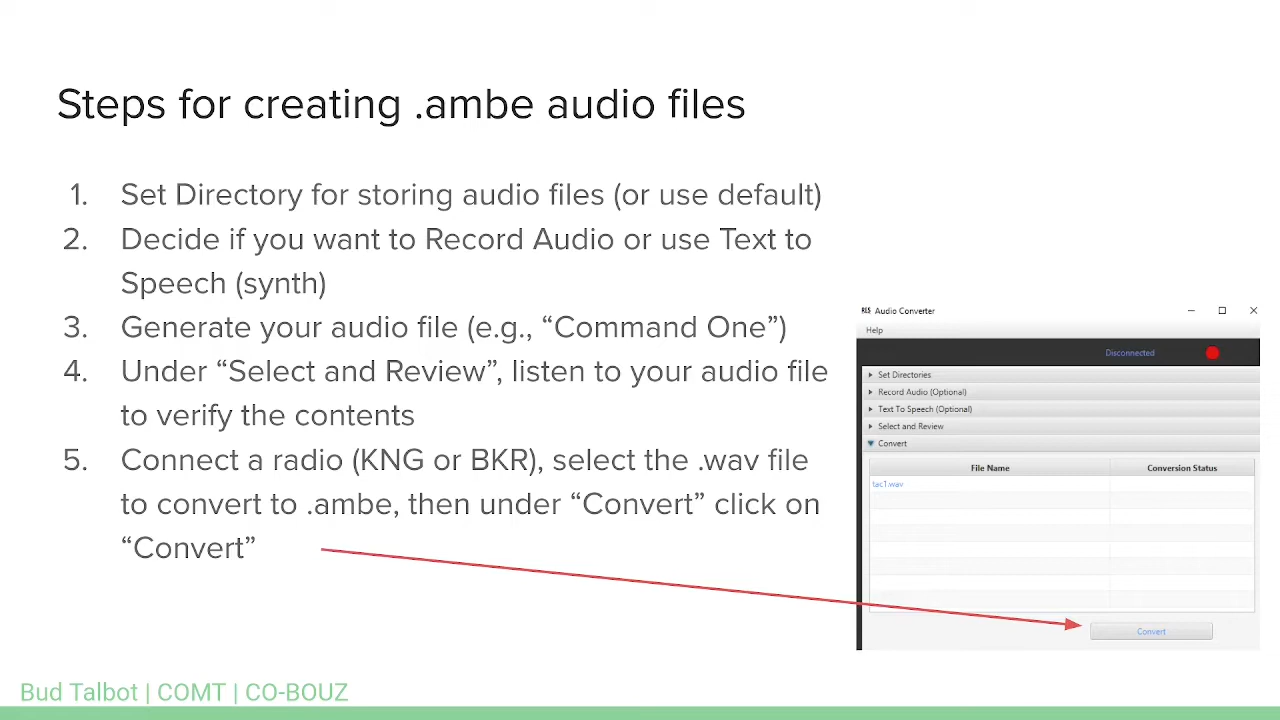 Steps for creating .ambe audio files
1. Set Directory for storing audio files (or use default)
2. Decide if you want to Record Audio or use Text to
Speech (synth)
3. Generate your audio file (e.g., “Command One”)
4. Under “Select and Review”, listen to your audio file
to verify the contents
5. Connect a radio (KNG or BKR), select the .wav file
to convert to .ambe, then under “Convert” click on
“Convert”
Audio Converter
Help
Disconnected
Set Directories
Record Audio (Optional)
Text To Speech (Optional)
Select and Review
Convert
File Name Conversion Status
tac1.wav
Convert
Bud Talbot | COMT | CO-BOUZ